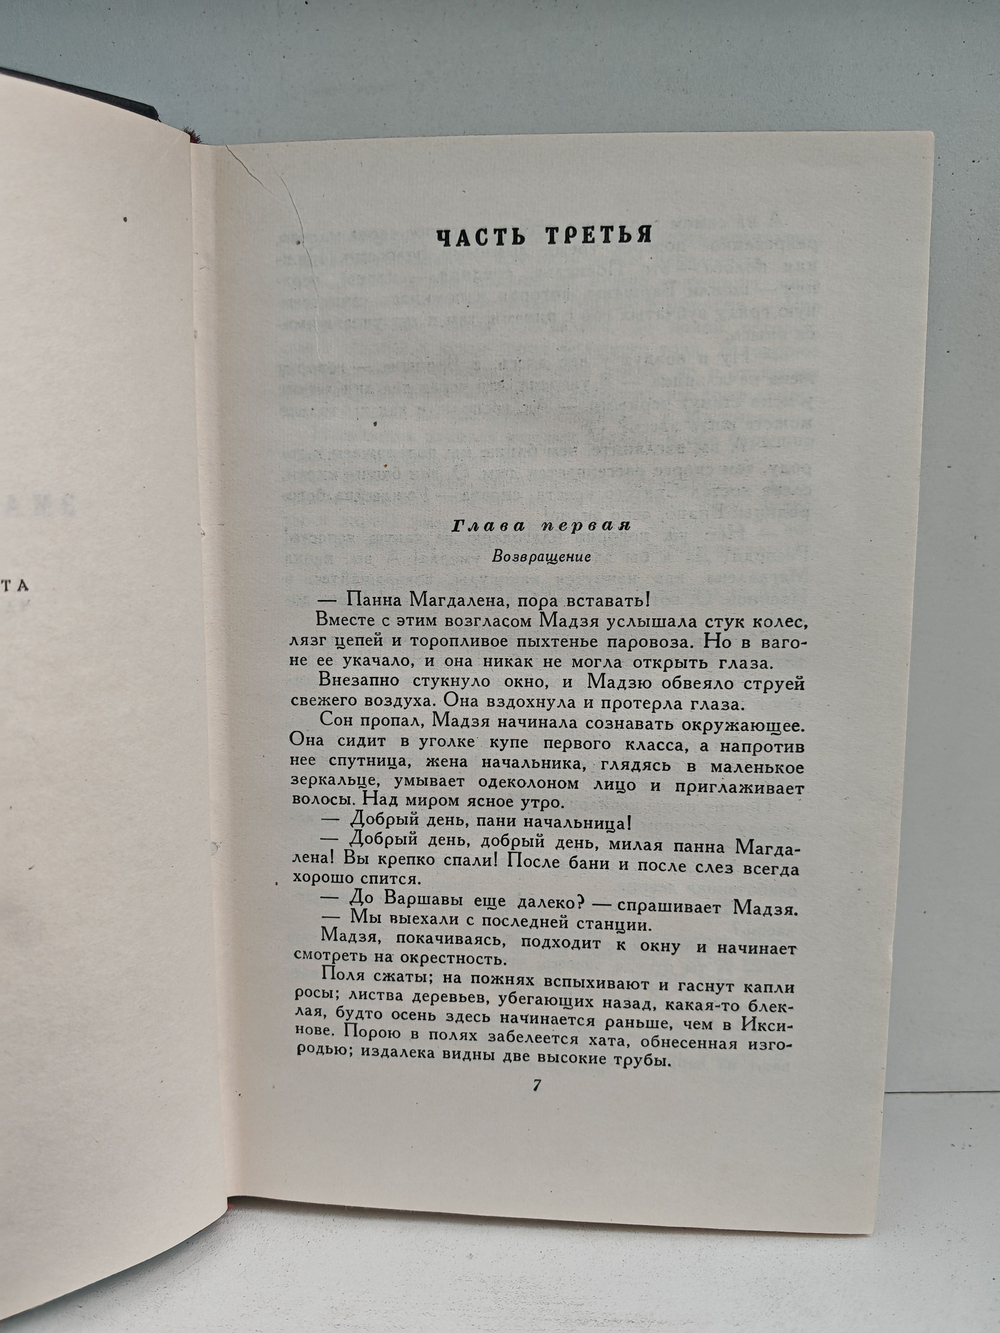 ЧАСТЬ ТРЕТЬЯ
Глава первая
Возвращение
— Панна Магдалена, пора вставать!
Вместе с этим возгласом Мадзя услышала стук колес,
лязг цепей и торопливое пыхтенье паровоза. Но в ваго-
не ее укачало, и она никак не могла открыть глаза.
Внезапно стукнуло окно, и Мадзю обвеяло струей
свежего воздуха. Она вздохнула и протерла глаза.
Сон пропал, Мадзя начинала сознавать окружающее.
Она сидит в уголке купе первого класса, а напротив
нее спутница, жена начальника, глядясь в маленькое
зеркальце, умывает одеколоном лицо и приглаживает
волосы. Над миром ясное утро.
— Добрый день, пани начальница!
— Добрый день, добрый день, милая панна Магда-
лена! Вы крепко спали! После бани и после слез всегда
хорошо спится.
— До Варшавы еще далеко? — спрашивает Мадзя.
— Мы выехали с последней станции.
Мадзя, покачиваясь, подходит к окну и начинает
смотреть на окрестность.
Поля сжаты; на пожнях вспыхивают и гаснут капли
росы; листва деревьев, убегающих назад, какая-то блек-
лая, будто осень здесь начинается раньше, чем в Икси-
нове. Порою в полях забелеется хата, обнесенная изго-
родью; издалека видны две высокие трубы.
7
ТА